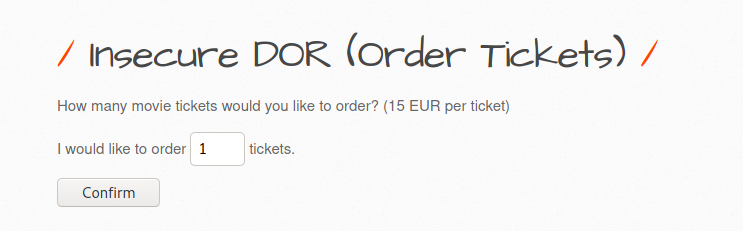 / Insecure DOR (Order Tickets) /
How many movie tickets would you like to order? (15 EUR per ticket)
I would like to order 1 tickets.
Confirm